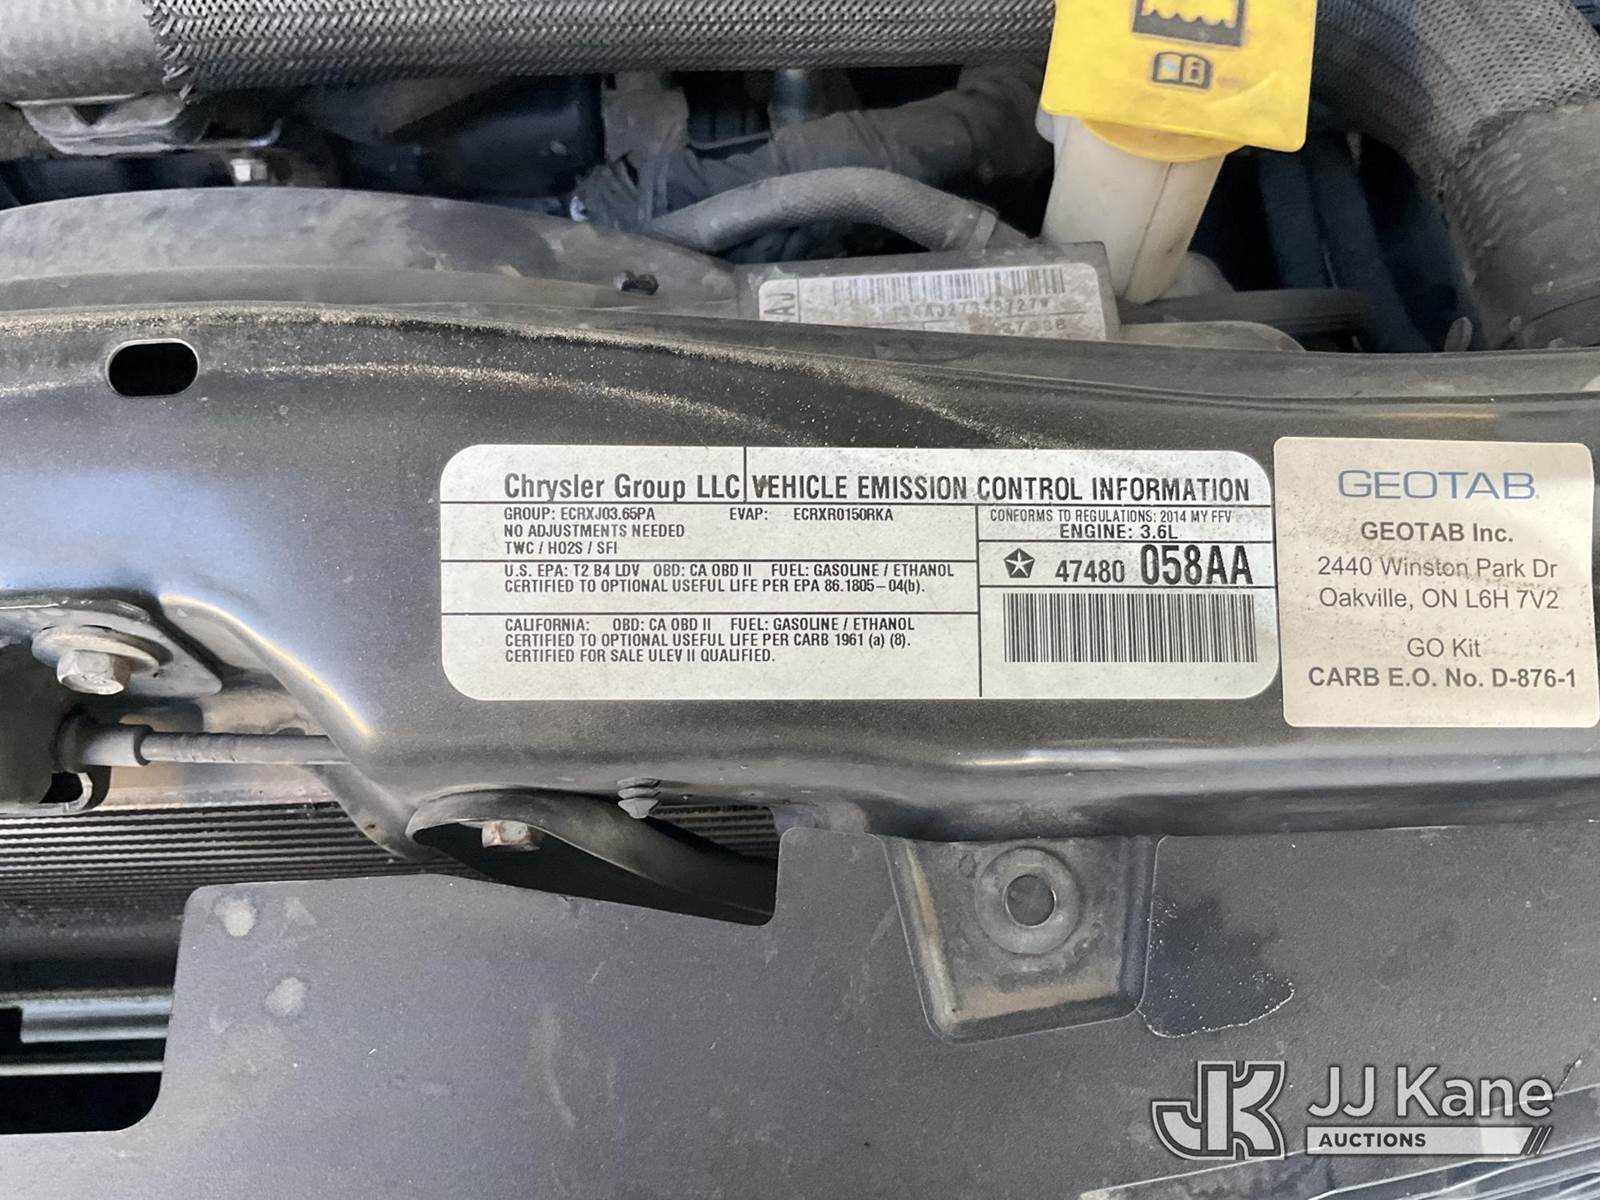 AJ
Chrysler Group LLC VEHICLE EMISSION CONTROL INFORMATION
GROUP: ECRXJ03.65PA EVAP: ECRXR0150RKA
NO ADJUSTMENTS NEEDED
TWC / HO2S / SFI
U.S. EPA: T2 B4 LDV OBD: CA OBD II FUEL: GASOLINE / ETHANOL
CERTIFIED TO OPTIONAL USEFUL LIFE PER EPA 86.1805-04(b).
CALIFORNIA: OBD: CA OBD II FUEL: GASOLINE / ETHANOL
CERTIFIED TO OPTIONAL USEFUL LIFE PER CARB 1961 (a) (8).
CERTIFIED FOR SALE ULEV II QUALIFIED.
CONFORMS TO REGULATIONS: 2014 MY FFV
ENGINE: 3.6L
47480 058AA
GEOTAB
GEOTAB Inc.
2440 Winston Park Dr
Oakville, ON L6H 7V2
GO Kit
CARB E.O. No. D-876-1
JK JJ Kane
AUCTIONS